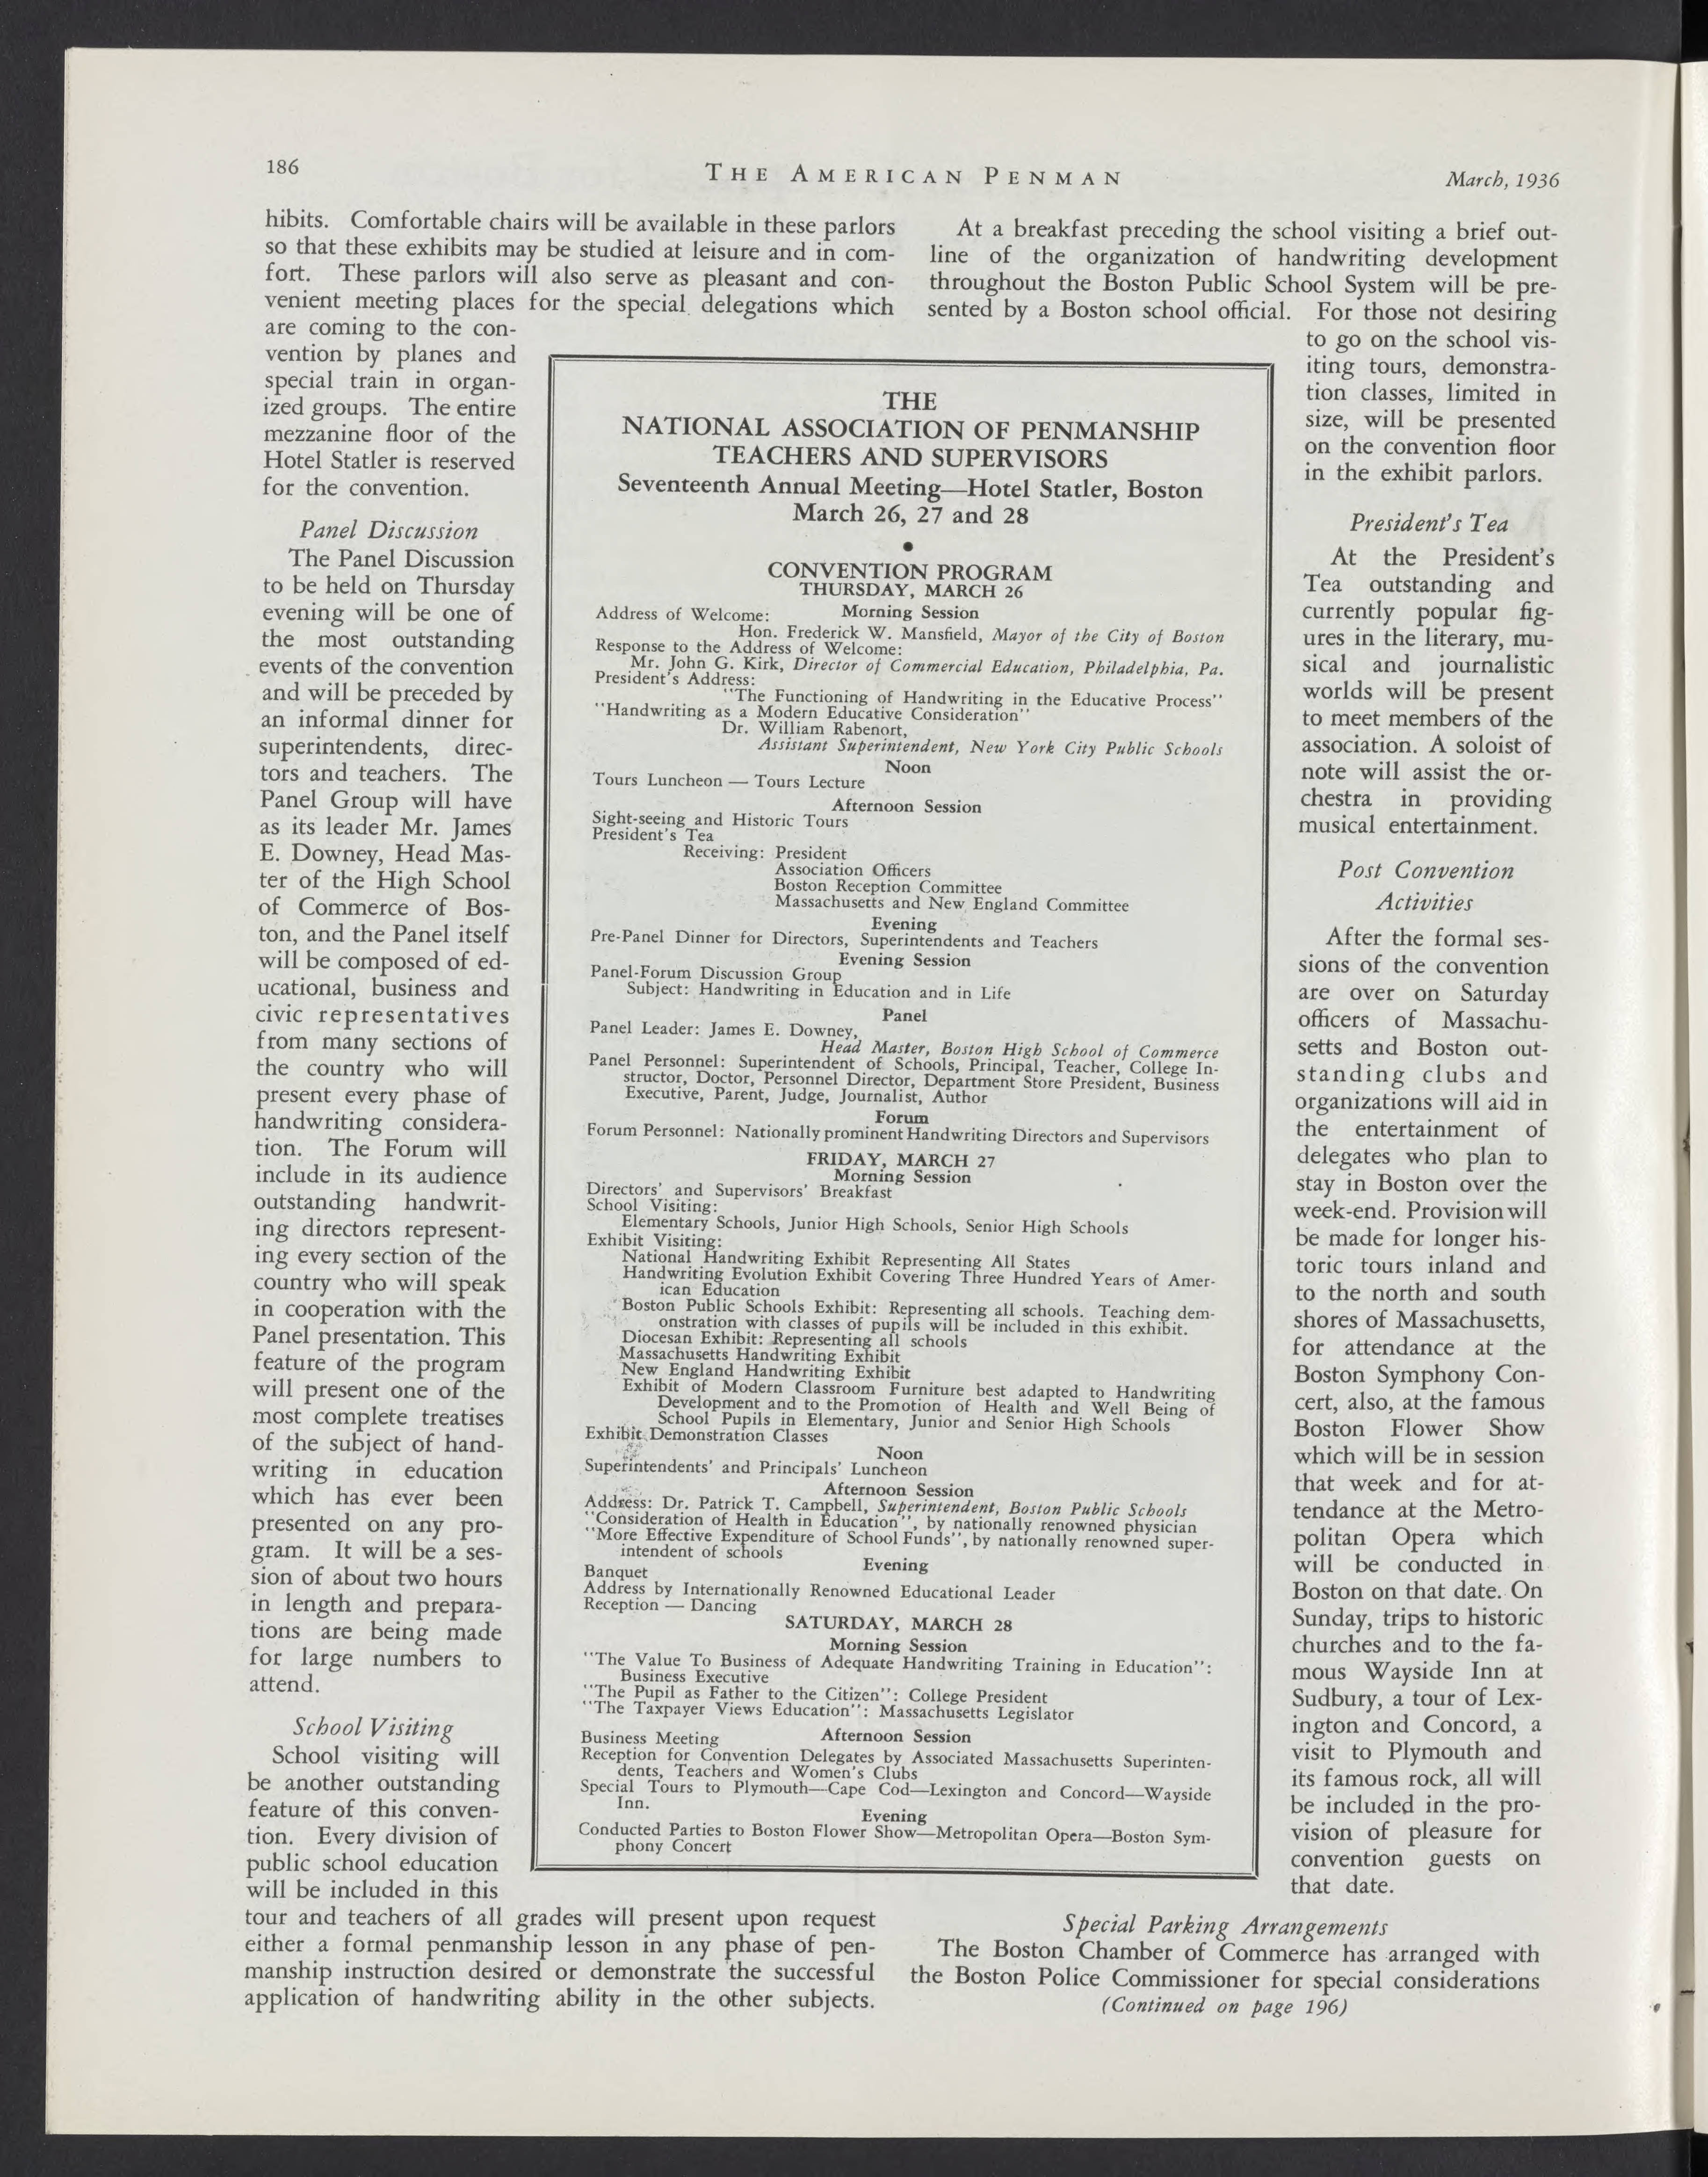 186
THE AMERICAN PENMAN
March, 1936
hibits. Comfortable chairs will be available in these parlors
so that these exhibits may be studied at leisure and in com-
fort. These parlors will also serve as pleasant and con-
venient meeting places for the special delegations which
are coming to the con-
vention by planes and
special train in organ-
ized groups. The entire
mezzanine floor of the
Hotel Statler is reserved
for the convention.
Panel Discussion
The Panel Discussion
to be held on Thursday
evening will be one of
the most outstanding
events of the convention
and will be preceded by
an informal dinner for
superintendents, direc-
tors and teachers. The
Panel Group will have
as its leader Mr. James
E. Downey, Head Mas-
ter of the High School
of Commerce of Bos-
ton, and the Panel itself
will be composed of ed-
ucational, business and
civic representatives
from many sections of
the country who will
present every phase of
handwriting considera-
tion. The Forum will
include in its audience
outstanding handwrit-
ing directors represent-
ing every section of the
country who will speak
in cooperation with the
Panel presentation. This
feature of the program
will present one of the
most complete treatises
of the subject of hand-
writing in education
which has ever been
presented on any pro-
gram. It will be a ses-
sion of about two hours
in length and prepara-
tions are being made
for large numbers to
attend.
School Visiting
School visiting will
be another outstanding
feature of this conven-
tion. Every division of
public school education
will be included in this
tour and teachers of all grades will present upon request
either a formal penmanship lesson in any phase of pen-
manship instruction desired or demonstrate the successful
application of handwriting ability in the other subjects.
THE
NATIONAL ASSOCIATION OF PENMANSHIP
TEACHERS AND SUPERVISORS
Seventeenth Annual Meeting—Hotel Statler, Boston
March 26, 27 and 28
•
CONVENTION PROGRAM
THURSDAY, MARCH 26
Morning Session
Address of Welcome:
Hon. Frederick W. Mansfield, Mayor of the City of Boston
Response to the Address of Welcome:
Mr. John G. Kirk, Director of Commercial Education, Philadelphia, Pa.
President's Address:
"The Functioning of Handwriting in the Educative Process"
"Handwriting as a Modern Educative Consideration"
Dr. William Rabenort,
Assistant Superintendent, New York City Public Schools
Noon
Tours Luncheon — Tours Lecture
Afternoon Session
Sight-seeing and Historic Tours
President's Tea
Receiving: President
Association Officers
Boston Reception Committee
Massachusetts and New England Committee
Evening
Pre-Panel Dinner for Directors, Superintendents and Teachers
Evening Session
Panel-Forum Discussion Group
Subject: Handwriting in Education and in Life
Panel
Panel Leader: James E. Downey,
Head Master, Boston High School of Commerce
Panel Personnel: Superintendent of Schools, Principal, Teacher, College In-
structor, Doctor, Personnel Director, Department Store President, Business
Executive, Parent, Judge, Journalist, Author
Forum
Forum Personnel: Nationally prominent Handwriting Directors and Supervisors
FRIDAY, MARCH 27
Morning Session
Directors' and Supervisors' Breakfast
School Visiting:
Elementary Schools, Junior High Schools, Senior High Schools
Exhibit Visiting:
National Handwriting Exhibit Representing All States
Handwriting Evolution Exhibit Covering Three Hundred Years of Amer-
ican Education
Boston Public Schools Exhibit: Representing all schools. Teaching dem-
onstration with classes of pupils will be included in this exhibit.
Diocesan Exhibit: Representing all schools
Massachusetts Handwriting Exhibit
New England Handwriting Exhibit
Exhibit of Modern Classroom Furniture best adapted to Handwriting
Development and to the Promotion of Health and Well Being of
School Pupils in Elementary, Junior and Senior High Schools
Exhibit Demonstration Classes
Noon
Superintendents' and Principals' Luncheon
Afternoon Session
Address: Dr. Patrick T. Campbell, Superintendent, Boston Public Schools
"Consideration of Health in Education", by nationally renowned physician
"More Effective Expenditure of School Funds", by nationally renowned super-
intendent of schools
Evening
Banquet
Address by Internationally Renowned Educational Leader
Reception — Dancing
SATURDAY, MARCH 28
Morning Session
"The Value To Business of Adequate Handwriting Training in Education":
Business Executive
"The Pupil as Father to the Citizen": College President
"The Taxpayer Views Education": Massachusetts Legislator
Afternoon Session
Business Meeting
Reception for Convention Delegates by Associated Massachusetts Superinten-
dents, Teachers and Women's Clubs
Special Tours to Plymouth—Cape Cod—Lexington and Concord—Wayside
Inn.
Evening
Conducted Parties to Boston Flower Show—Metropolitan Opera—Boston Sym-
phony Concert
At a breakfast preceding the school visiting a brief out-
line of the organization of handwriting development
throughout the Boston Public School System will be pre-
sented by a Boston school official. For those not desiring
to go on the school vis-
iting tours, demonstra-
tion classes, limited in
size, will be presented
on the convention floor
in the exhibit parlors.
President's Tea
At the President's
Tea outstanding and
currently popular fig-
ures in the literary, mu-
sical and journalistic
worlds will be present
to meet members of the
association. A soloist of
note will assist the or-
chestra in providing
musical entertainment.
Post Convention
Activities
After the formal ses-
sions of the convention
are over on Saturday
officers of Massachu-
setts and Boston out-
standing clubs and
organizations will aid in
the entertainment of
delegates who plan to
stay in Boston over the
week-end. Provision will
be made for longer his-
toric tours inland and
to the north and south
shores of Massachusetts,
for attendance at the
Boston Symphony Con-
cert, also, at the famous
Boston Flower Show
which will be in session
that week and for at-
tendance at the Metro-
politan Opera which
will be conducted in
Boston on that date. On
Sunday, trips to historic
churches and to the fa-
mous Wayside Inn at
Sudbury, a tour of Lex-
ington and Concord, a
visit to Plymouth and
its famous rock, all will
be included in the pro-
vision of pleasure for
convention guests on
that date.
Special Parking Arrangements
The Boston Chamber of Commerce has arranged with
the Boston Police Commissioner for special considerations
(Continued on page 196)